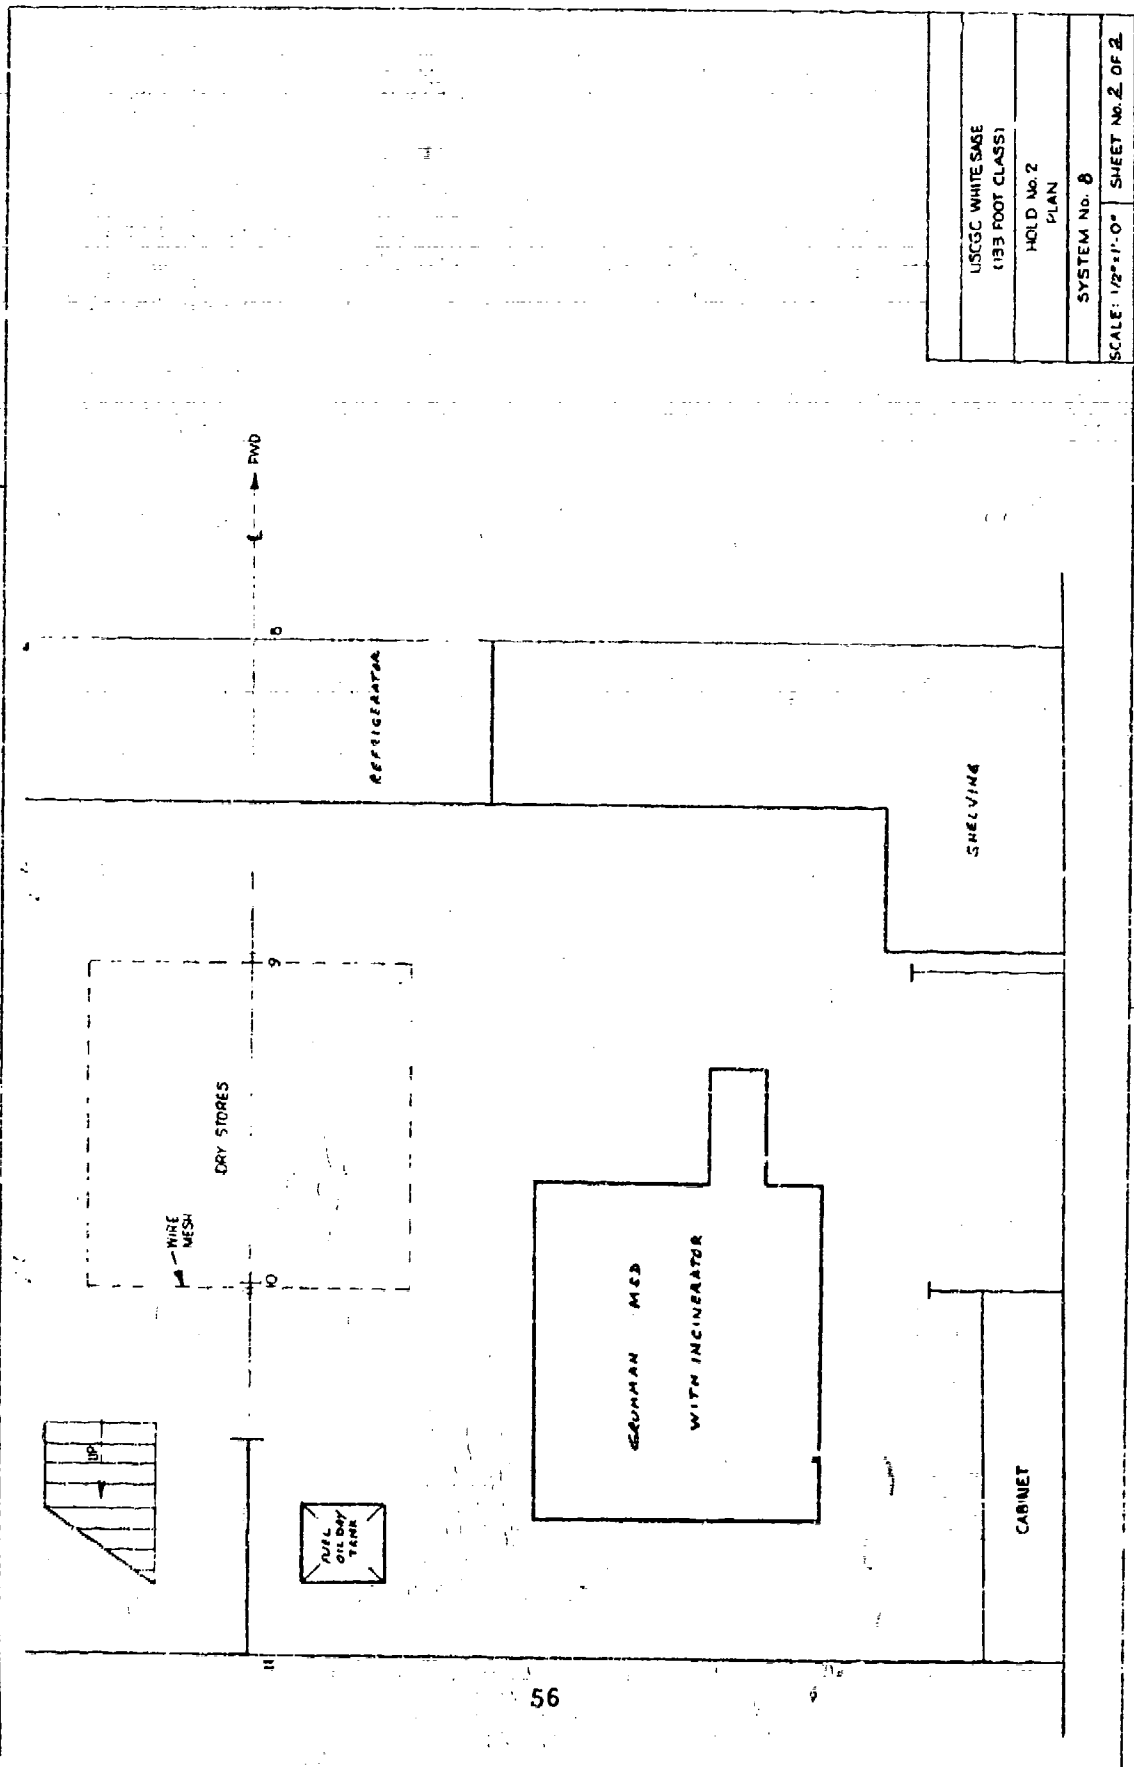 UP
WIRE
MESH
DRY STORES
10
9
8
FWD
REFRIGERATOR
FUEL
OIL DAY
TANK
11
GRUMMAN MSD
WITH INCINERATOR
SHELVING
CABINET
USCGC WHITE SAGE
(133 FOOT CLASS)
HOLD No. 2
PLAN
SYSTEM No. 8
SCALE: 1/2"=1'-0" SHEET No. 2 OF 2
56